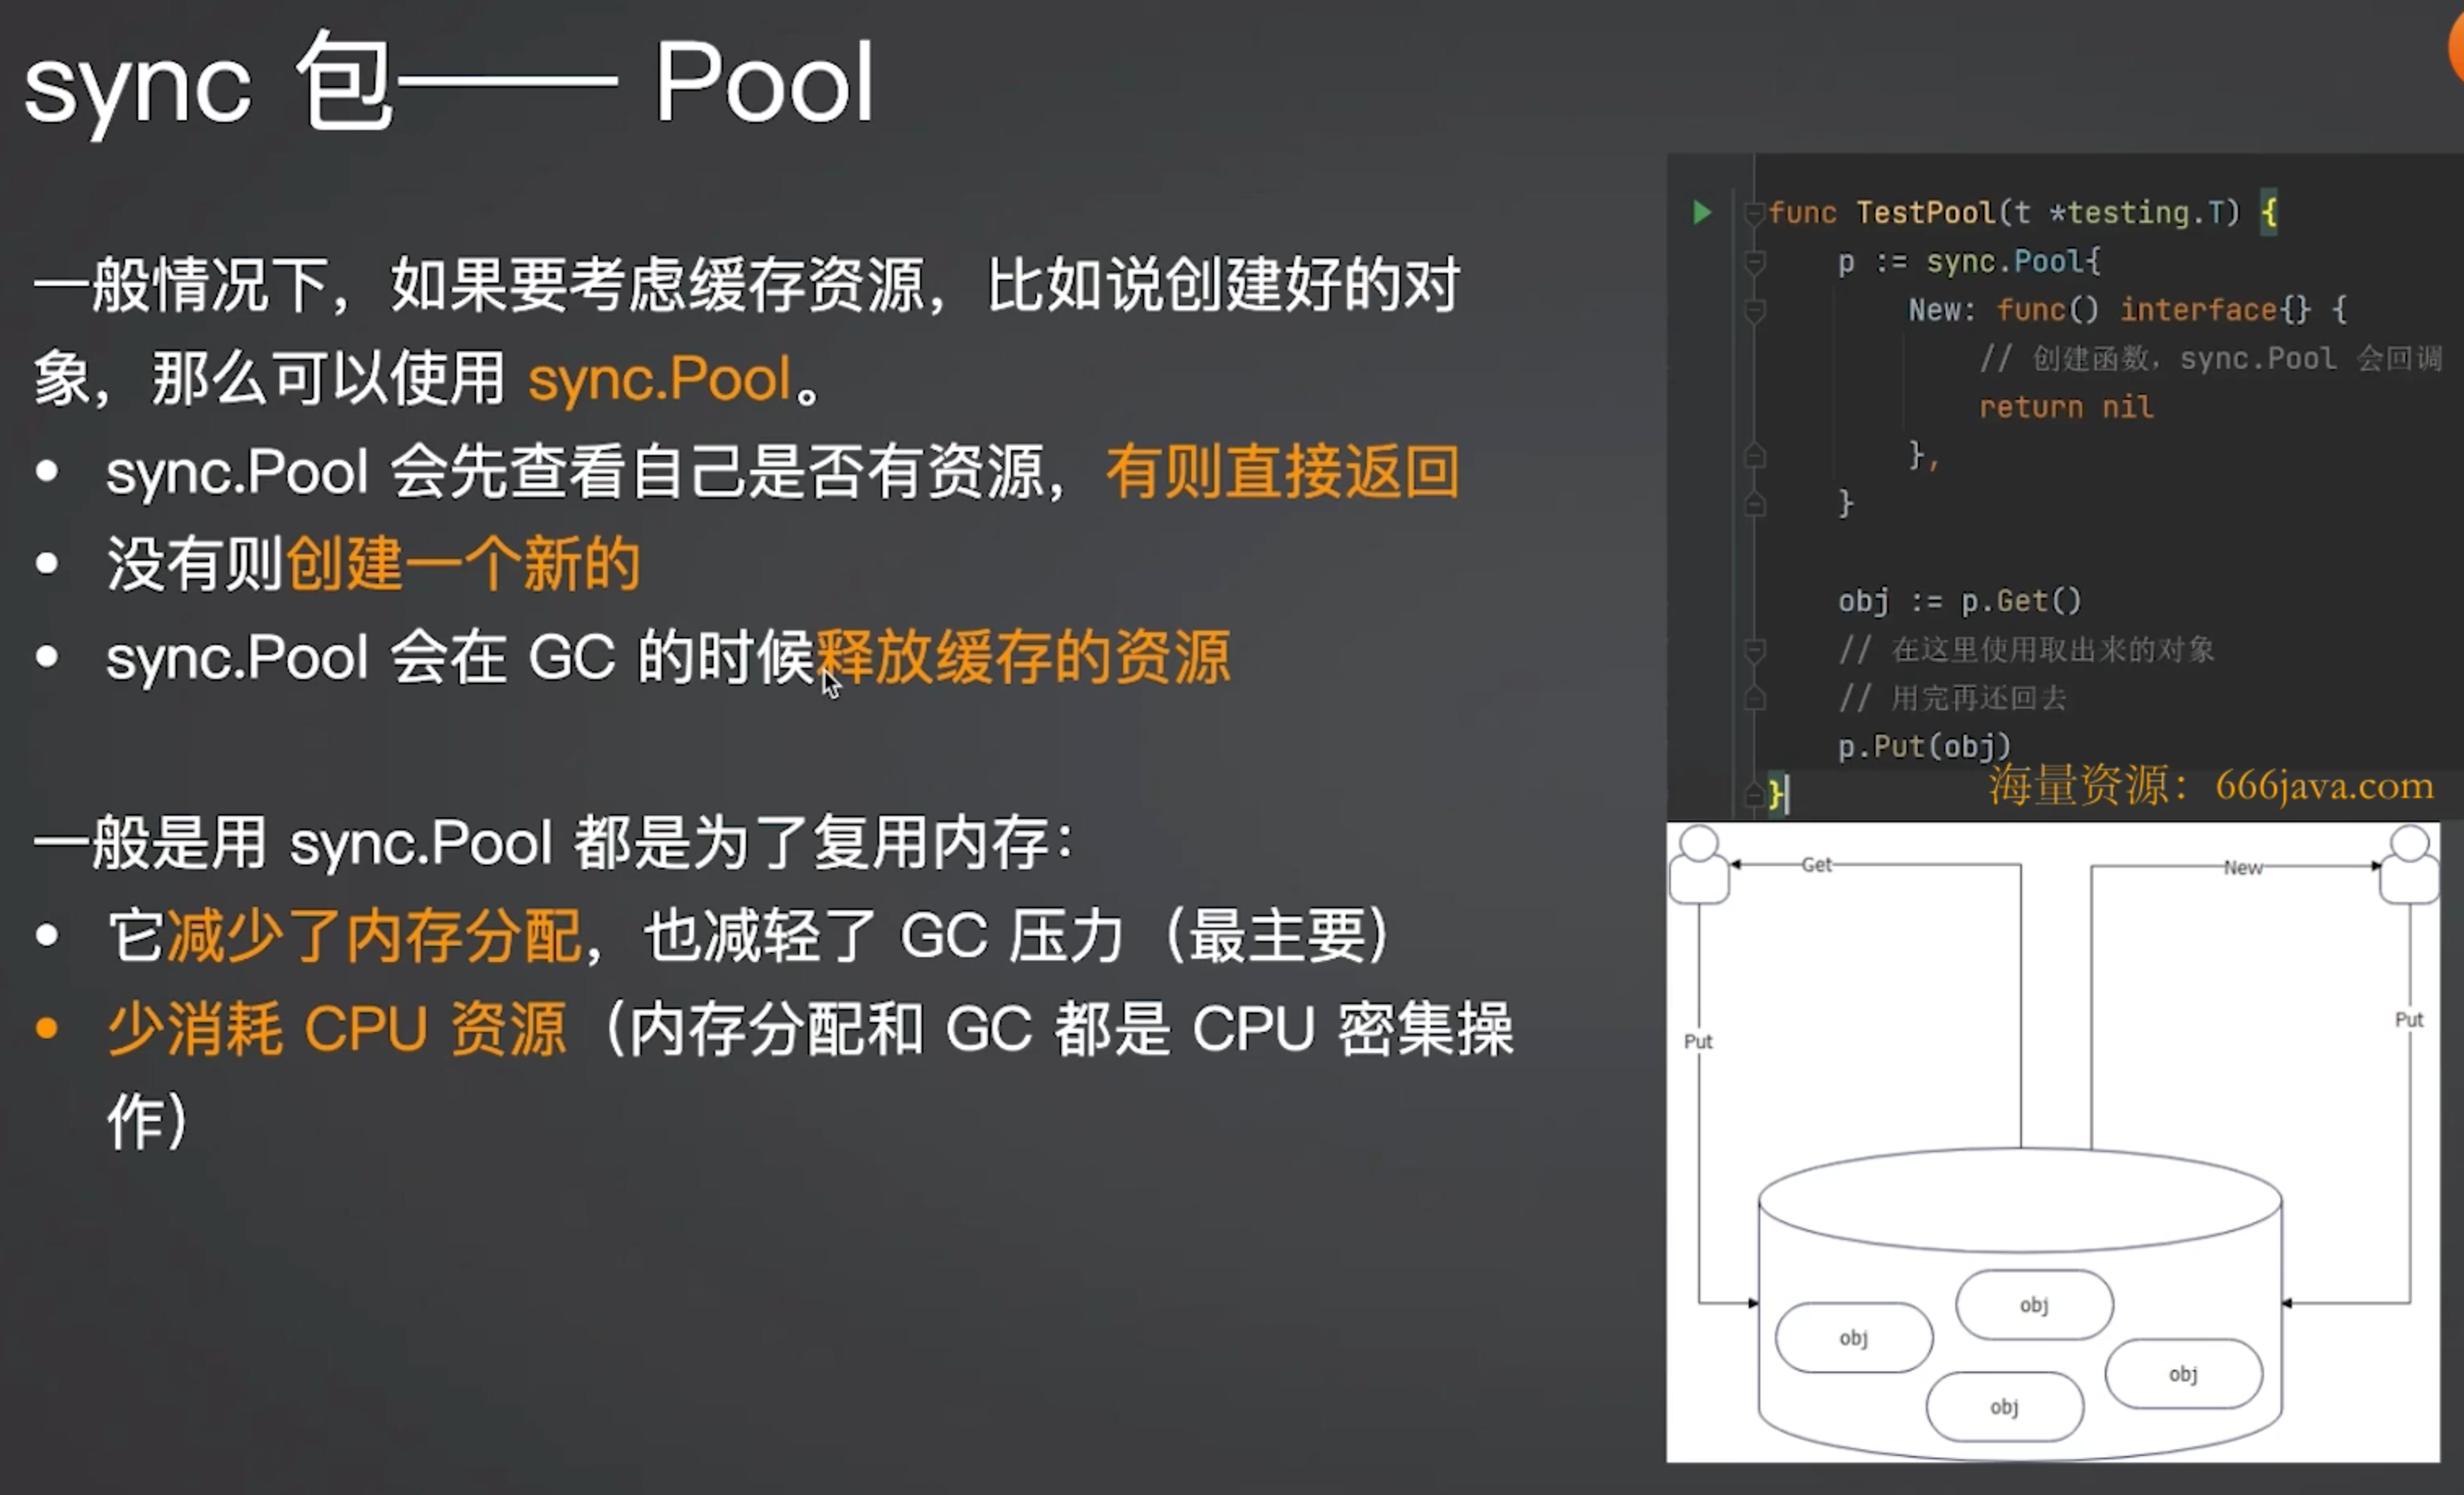 sync 包—— Pool
一般情况下，如果要考虑缓存资源，比如说创建好的对
象，那么可以使用 sync.Pool。
• sync.Pool 会先查看自己是否有资源，有则直接返回
• 没有则创建一个新的
• sync.Pool 会在 GC 的时候释放缓存的资源
一般是用 sync.Pool 都是为了复用内存：
• 它减少了内存分配，也减轻了 GC 压力（最主要）
• 少消耗 CPU 资源（内存分配和 GC 都是 CPU 密集操
作）
func TestPool(t *testing.T) {
p := sync.Pool{
New: func() interface{} {
// 创建函数，sync.Pool 会回调
return nil
},
}
obj := p.Get()
// 在这里使用取出来的对象
// 用完再还回去
p.Put(obj)
}
海量资源：666java.com
Get
New
Put
Put
obj
obj
obj
obj